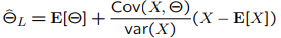 Θ̂_L = E[Θ] + Cov(X, Θ)/var(X) (X − E[X])